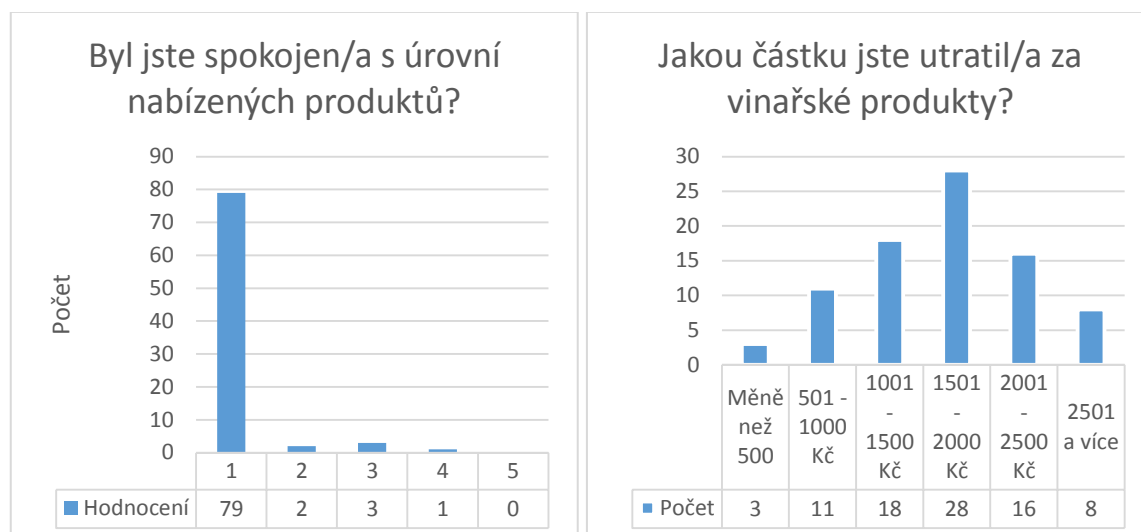 Byl jste spokojen/a s úrovní
nabízených produktů?
90
80
70
60
50
40
30
20
10
0
Počet
1 2 3 4 5
Hodnocení 79 2 3 1 0
Jakou částku jste utratil/a za
vinařské produkty?
30
25
20
15
10
5
0
Méně
než
500
501 -
1000
Kč
1001
-
1500
Kč
1501
-
2000
Kč
2001
-
2500
Kč
2501
a více
Počet 3 11 18 28 16 8